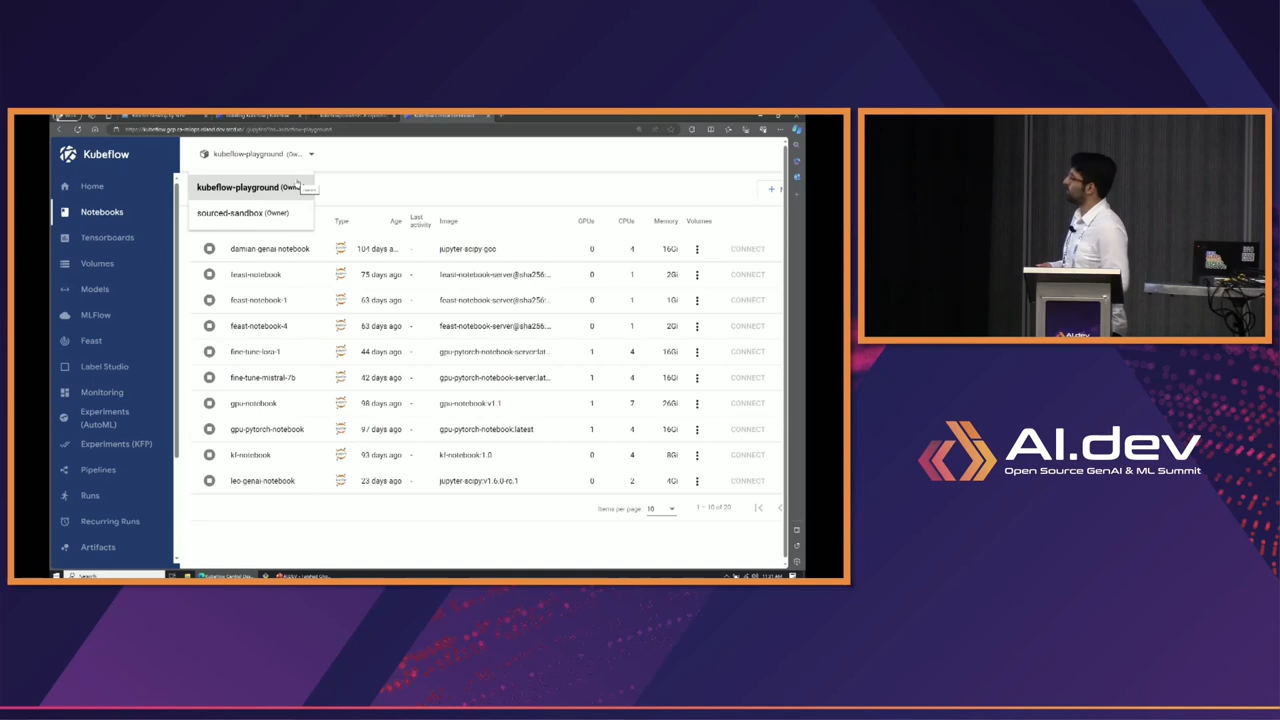 Kubeflow
kubeflow-playground (Ow...
Home
kubeflow-playground
sourced-sandbox (Owner)
Notebooks
Type Age Last activity Image GPUs CPUs Memory Volumes
Tensorboards
damian-genai-notebook 104 days a... - jupyter-scipy-gcc 0 4 16Gi CONNECT
Volumes
feast-notebook 75 days ago - feast-notebook-server@sha256:... 0 1 2Gi CONNECT
Models
feast-notebook-1 63 days ago - feast-notebook-server@sha256:... 0 1 1Gi CONNECT
MLFlow
feast-notebook-4 63 days ago - feast-notebook-server@sha256:... 0 1 2Gi CONNECT
Feast
fine-tune-lora-1 44 days ago - gpu-pytorch-notebook-server:lat... 1 4 16Gi CONNECT
Label Studio
fine-tune-mistral-7b 42 days ago - gpu-pytorch-notebook-server:lat... 1 4 16Gi CONNECT
Monitoring
gpu-notebook 98 days ago - gpu-notebook:v1.1 1 7 26Gi CONNECT
Experiments
(AutoML)
gpu-pytorch-notebook 97 days ago - gpu-pytorch-notebook:latest 1 4 16Gi CONNECT
Experiments (KFP)
kf-notebook 93 days ago - kf-notebook:1.0 0 4 8Gi CONNECT
Pipelines
leo-genai-notebook 23 days ago - jupyter-scipy:v1.6.0-rc.1 0 2 4Gi CONNECT
Runs
Items per page: 10 1 – 10 of 20
Recurring Runs
Artifacts
Search
AI.dev
AI.dev
Open Source GenAI & ML Summit